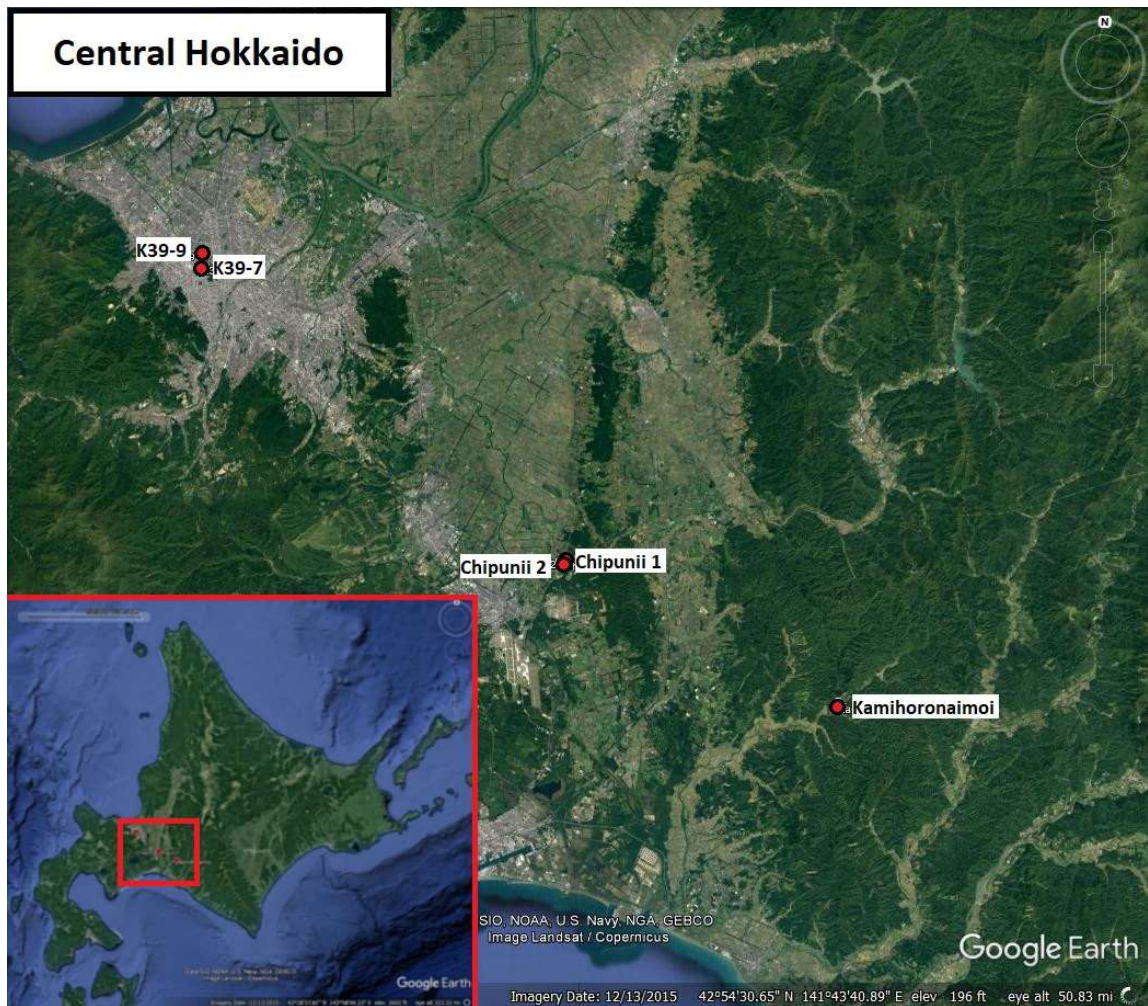 Central Hokkaido
N
K39-9
K39-7
Chipunii 2
Chipunii 1
Kamihoronaimoi
SIO, NOAA, U.S. Navy, NGA, GEBCO
Image Landsat / Copernicus
Google Earth
Google Earth
Imagery Date: 12/13/2015 42°54'30.65" N 141°43'40.89" E elev 196 ft eye alt 50.83 mi